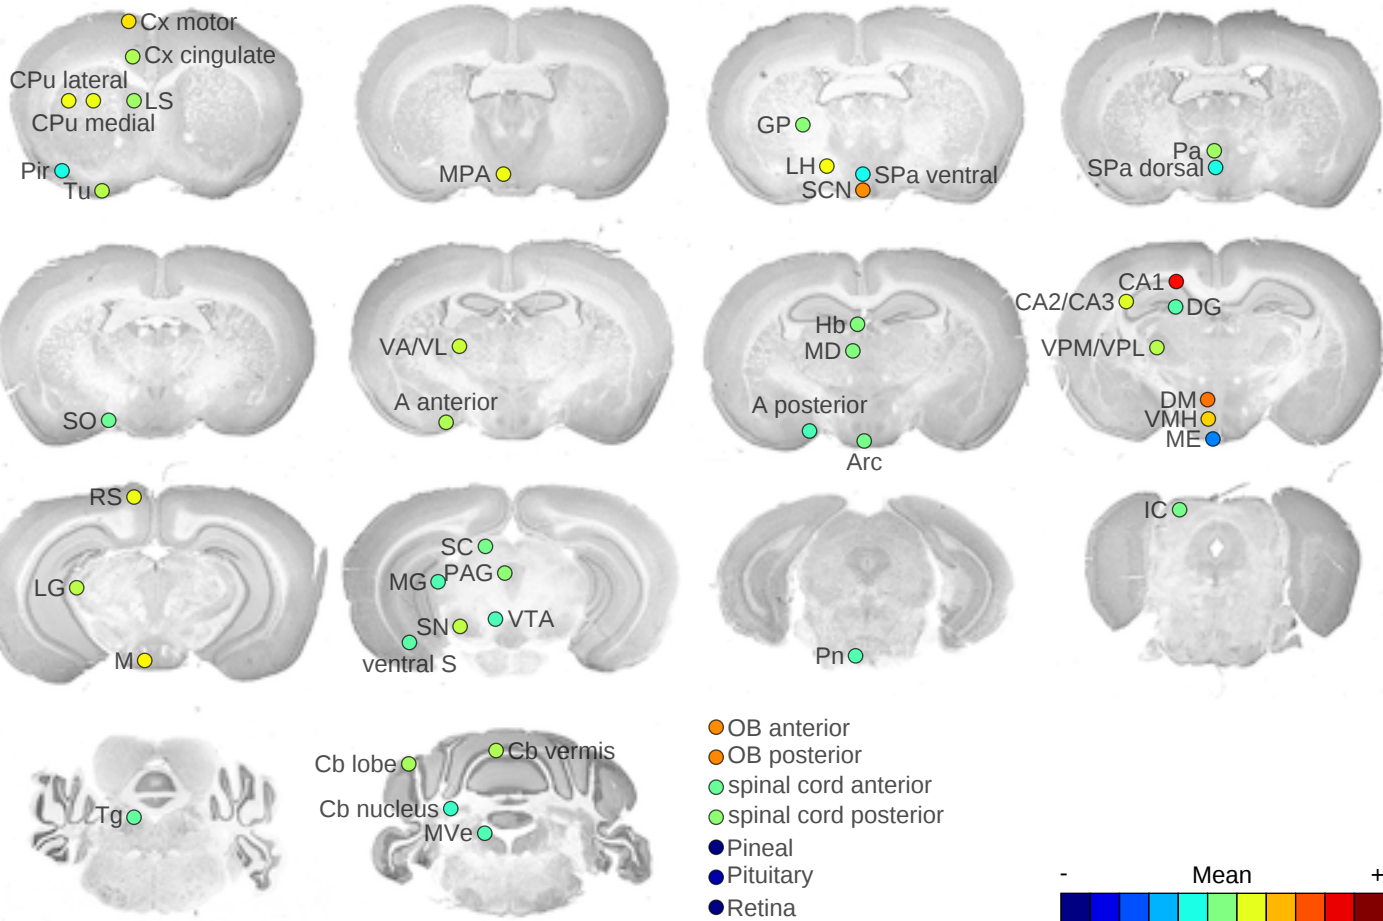 Cx motor
Cx cingulate
CPu lateral
LS
CPu medial
Pir
Tu
MPA
GP
LH
SPa ventral
SCN
Pa
SPa dorsal
SO
VA/VL
A anterior
Hb
MD
A posterior
Arc
CA1
CA2/CA3
DG
VPM/VPL
DM
VMH
ME
RS
LG
M
SC
MG
PAG
SN
VTA
ventral S
Pn
IC
Tg
Cb lobe
Cb vermis
Cb nucleus
MVe
OB anterior
OB posterior
spinal cord anterior
spinal cord posterior
Pineal
Pituitary
Retina
- Mean +